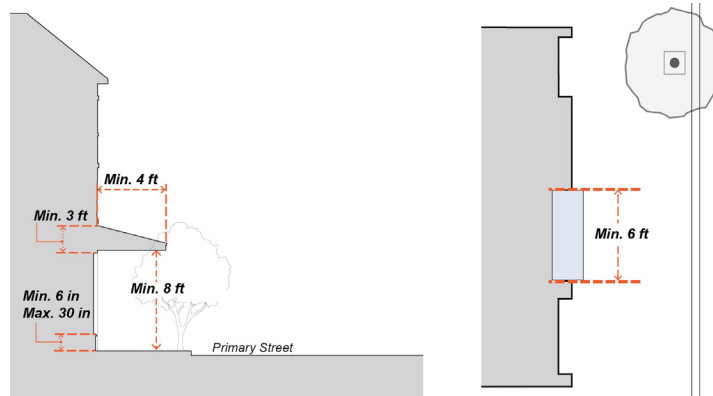 Min. 4 ft
Min. 3 ft
Min. 8 ft
Min. 6 in
Max. 30 in
Primary Street
Min. 6 ft